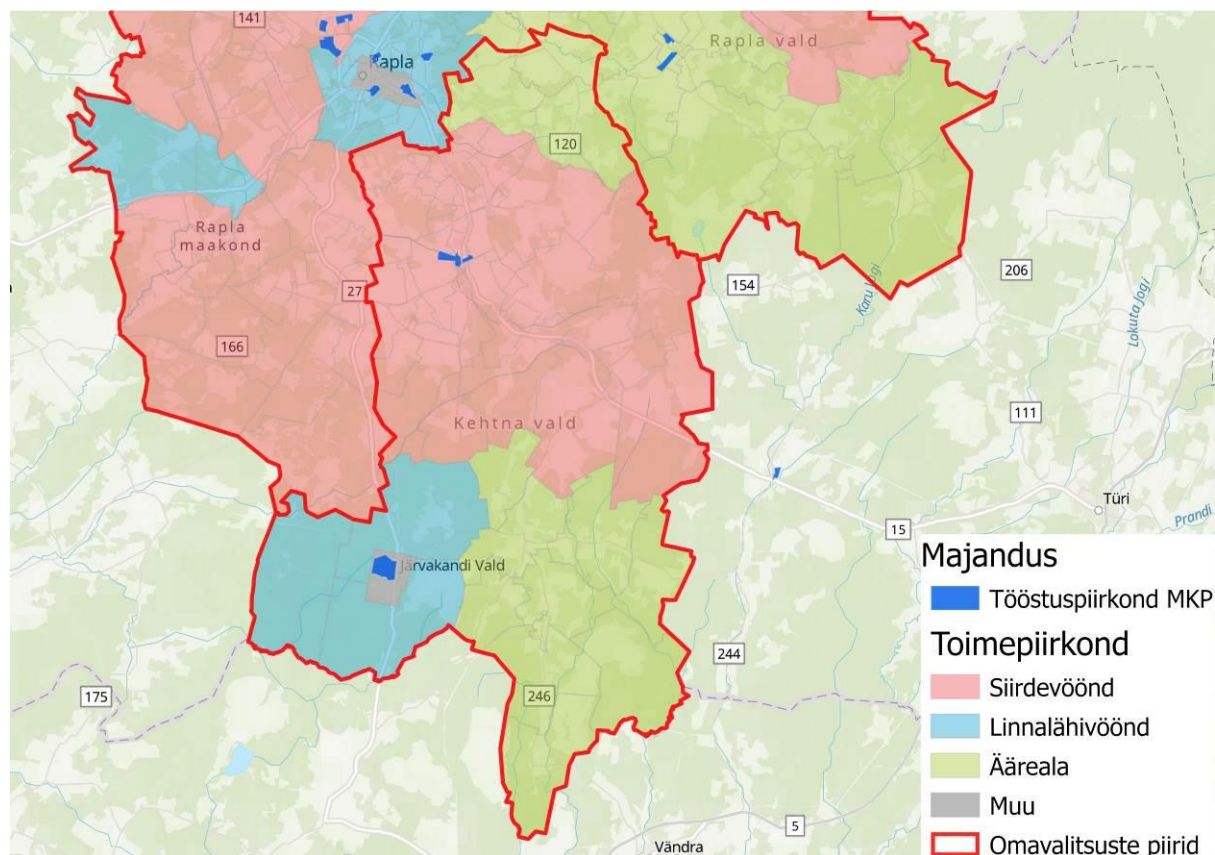 141
Rapla vald
Rapla
120
Rapla
maakond
206
154
Karu Jõgi
Lokuta jõgi
27
166
111
Kehtna vald
Türi
Prandi
15
Majandus
Järvakandi Vald
Tööstuspiirkond MKP
Toimepiirkond
244
Siirdevöönd
175
246
Linnalähivöönd
Ääreala
Muu
5
Vändra
Omavalitsuste piirid